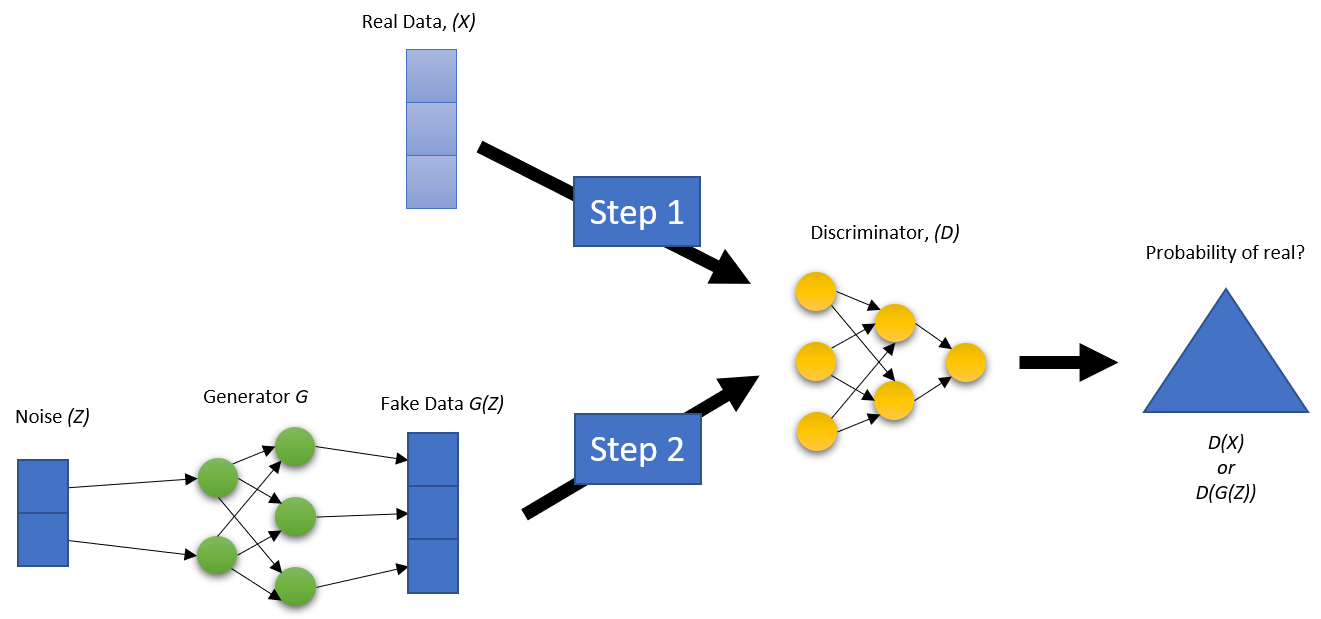 Real Data, (X)
Step 1
Discriminator, (D)
Probability of real?
Generator G
Fake Data G(Z)
Noise (Z)
Step 2
D(X)
or
D(G(Z))